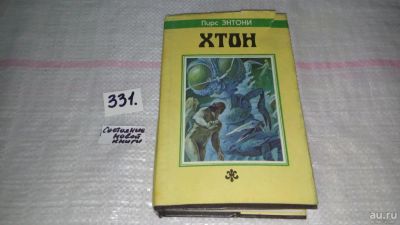 Пирс ЭНТОНИ
ХТОН
331.
Состояние
новой
книги
au.ru